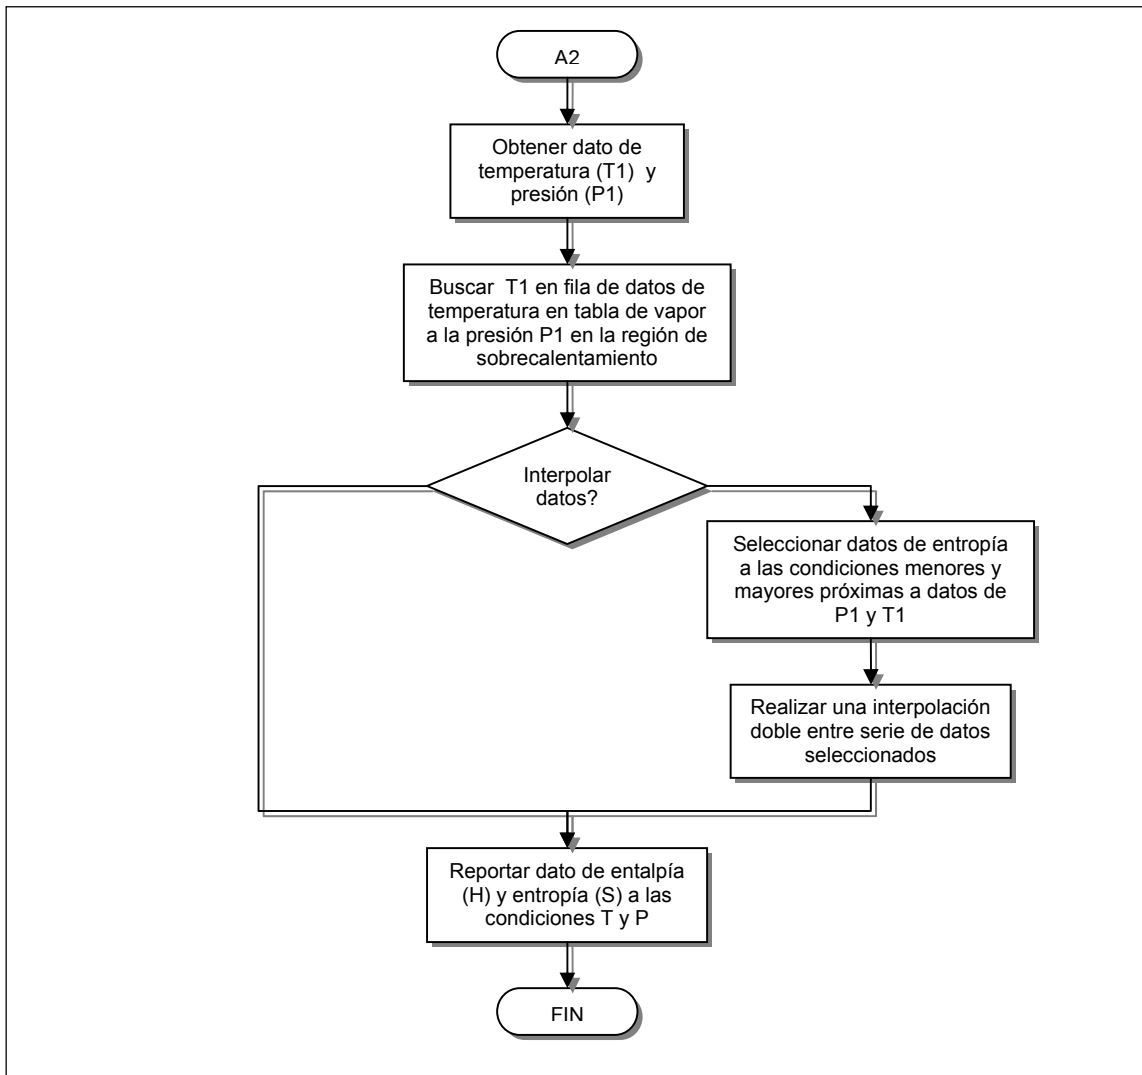 A2
Obtener dato de
temperatura (T1) y
presión (P1)
Buscar T1 en fila de datos de
temperatura en tabla de vapor
a la presión P1 en la región de
sobrecalentamiento
Interpolar
datos?
Seleccionar datos de entropía
a las condiciones menores y
mayores próximas a datos de
P1 y T1
Realizar una interpolación
doble entre serie de datos
seleccionados
Reportar dato de entalpía
(H) y entropía (S) a las
condiciones T y P
FIN